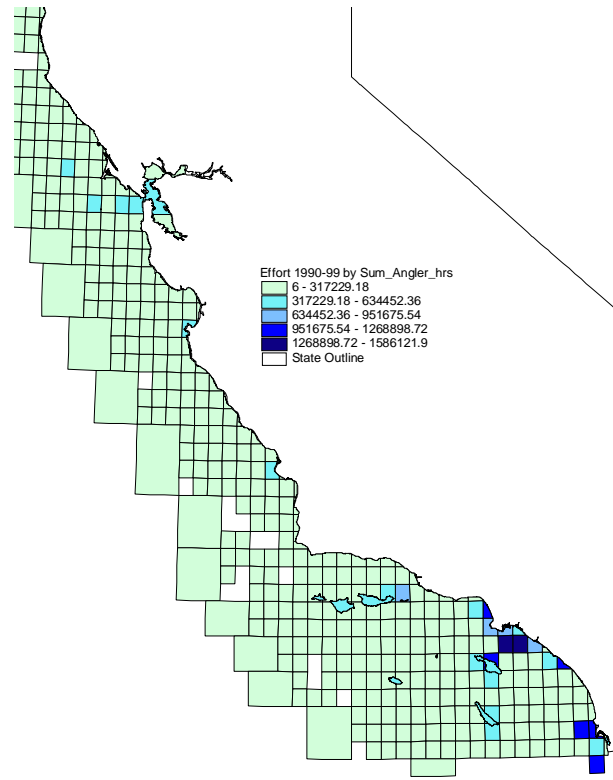 Effort 1990-99 by Sum_Angler_hrs
6 - 317229.18
317229.18 - 634452.36
634452.36 - 951675.54
951675.54 - 1268898.72
1268898.72 - 1586121.9
State Outline